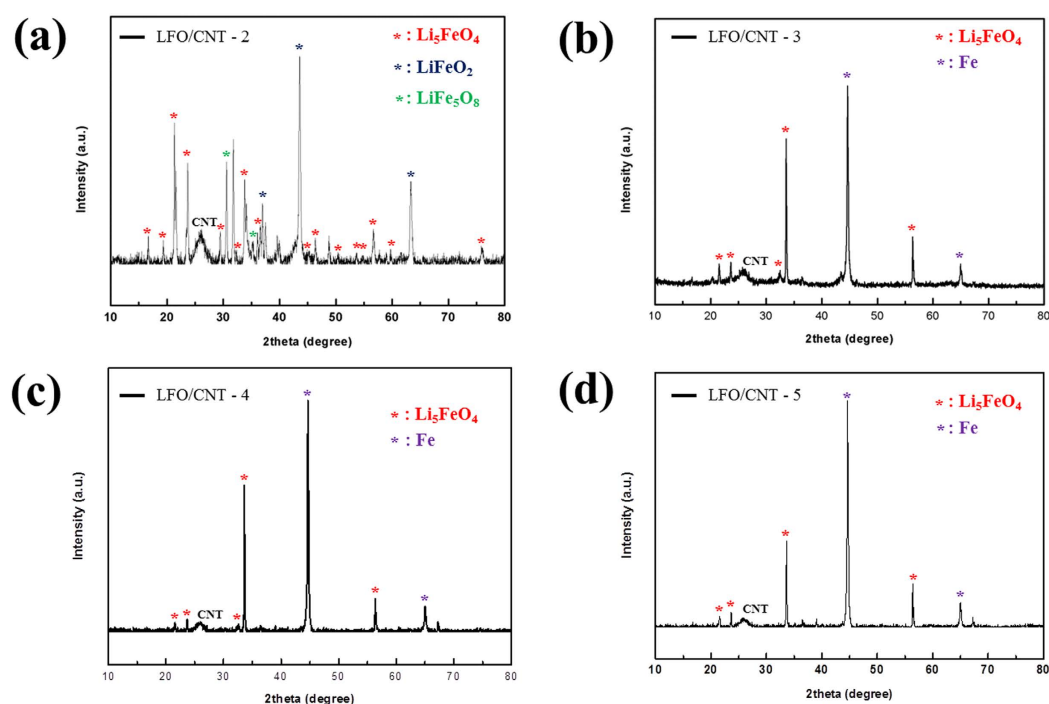 (a)
LFO/CNT - 2
* : Li₅FeO₄
* : LiFeO₂
* : LiFe₅O₈
CNT
Intensity (a.u.)
10 20 30 40 50 60 70 80
2theta (degree)
(b)
LFO/CNT - 3
* : Li₅FeO₄
* : Fe
CNT
Intensity (a.u.)
10 20 30 40 50 60 70 80
2theta (degree)
(c)
LFO/CNT - 4
* : Li₅FeO₄
* : Fe
CNT
Intensity (a.u.)
10 20 30 40 50 60 70 80
2theta (degree)
(d)
LFO/CNT - 5
* : Li₅FeO₄
* : Fe
CNT
Intensity (a.u.)
10 20 30 40 50 60 70 80
2theta (degree)